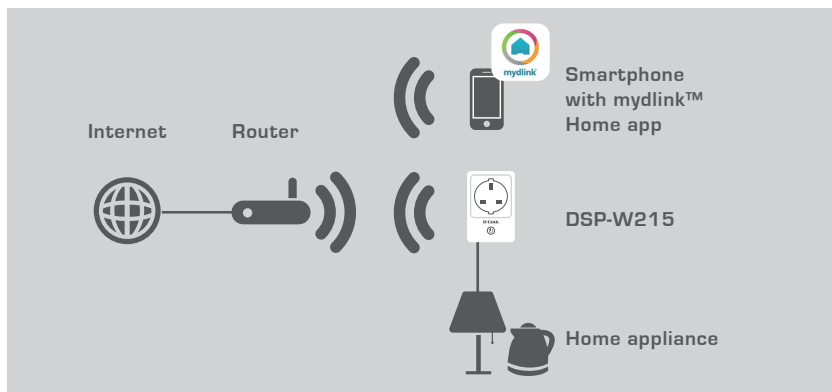 mydlink
Smartphone
with mydlink™
Home app
Internet
Router
D-Link
DSP-W215
Home appliance